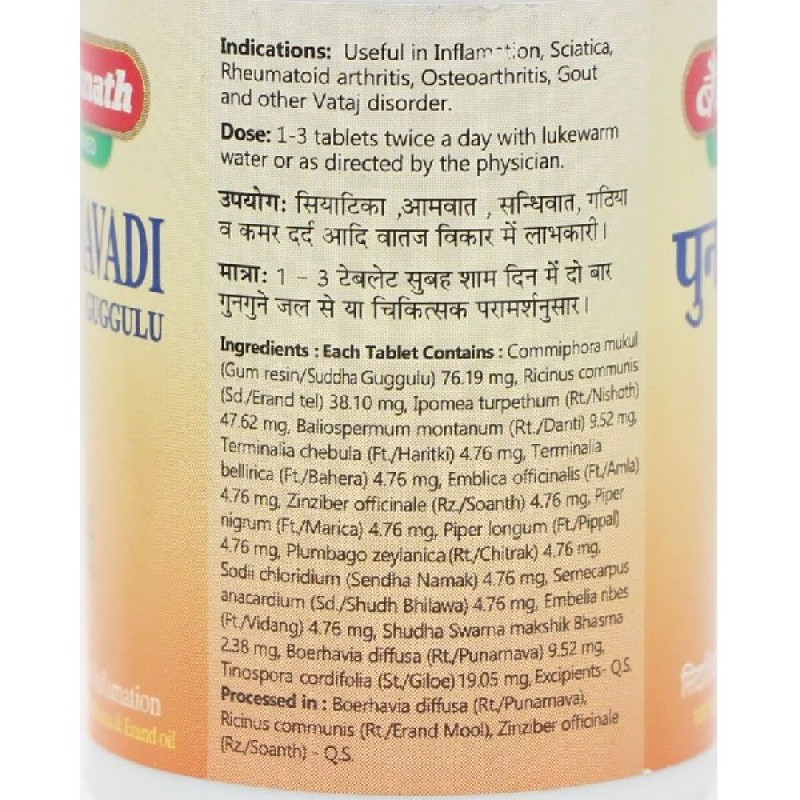 Indications: Useful in Inflamation, Sciatica,
Rheumatoid arthritis, Osteoarthritis, Gout
and other Vataj disorder.
Dose: 1-3 tablets twice a day with lukewarm
water or as directed by the physician.
उपयोग: सियाटिका ,आमवात , सन्धिवात, गठिया
व कमर दर्द आदि वातज विकार में लाभकारी।
मात्रा: 1 – 3 टेबलेट सुबह शाम दिन में दो बार
गुनगुने जल से या चिकित्सक परामर्शनुसार।
Ingredients : Each Tablet Contains : Commiphora mukul
(Gum resin/Suddha Guggulu) 76.19 mg, Ricinus communis
(Sd./Erand tel) 38.10 mg, Ipomea turpethum (Rt./Nishoth)
47.62 mg, Baliospermum montanum (Rt./Danti) 9.52 mg,
Terminalia chebula (Ft./Haritki) 4.76 mg, Terminalia
bellirica (Ft./Bahera) 4.76 mg, Emblica officinalis (Ft./Amla)
4.76 mg, Zinziber officinale (Rz./Soanth) 4.76 mg, Piper
nigrum (Ft./Marica) 4.76 mg, Piper longum (Ft./Pippal)
4.76 mg, Plumbago zeylanica (Rt./Chitrak) 4.76 mg,
Sodii chloridium (Sendha Namak) 4.76 mg, Semecarpus
anacardium (Sd./Shudh Bhilawa) 4.76 mg, Embelia ribes
(Ft./Vidang) 4.76 mg, Shudha Swarna makshik Bhasma
2.38 mg, Boerhavia diffusa (Rt./Punarnava) 9.52 mg,
Tinospora cordifolia (St./Giloe) 19.05 mg, Excipients- Q.S.
Processed in : Boerhavia diffusa (Rt./Punarnava),
Ricinus communis (Rt./Erand Mool), Zinziber officinale
(Rz./Soanth) - Q.S.
nath
AVADI
GUGGULU
& Erand oil
बै
पुन